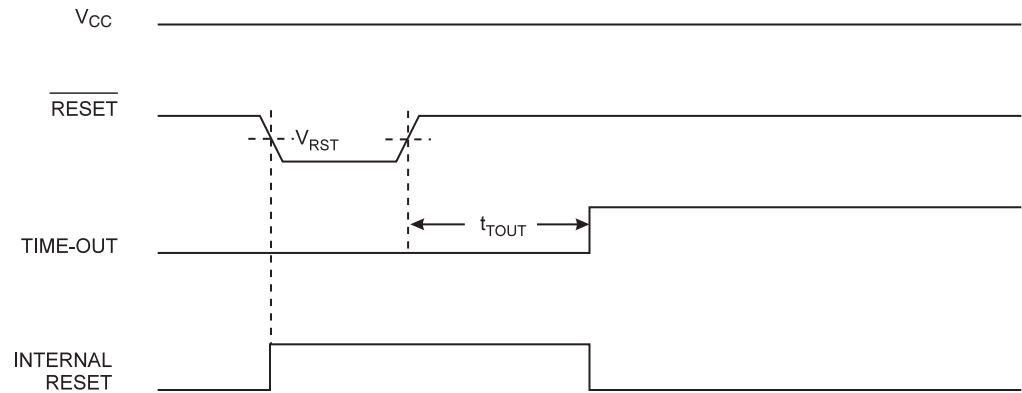 VCC
RESET
VRST
tTOUT
TIME-OUT
INTERNAL
RESET